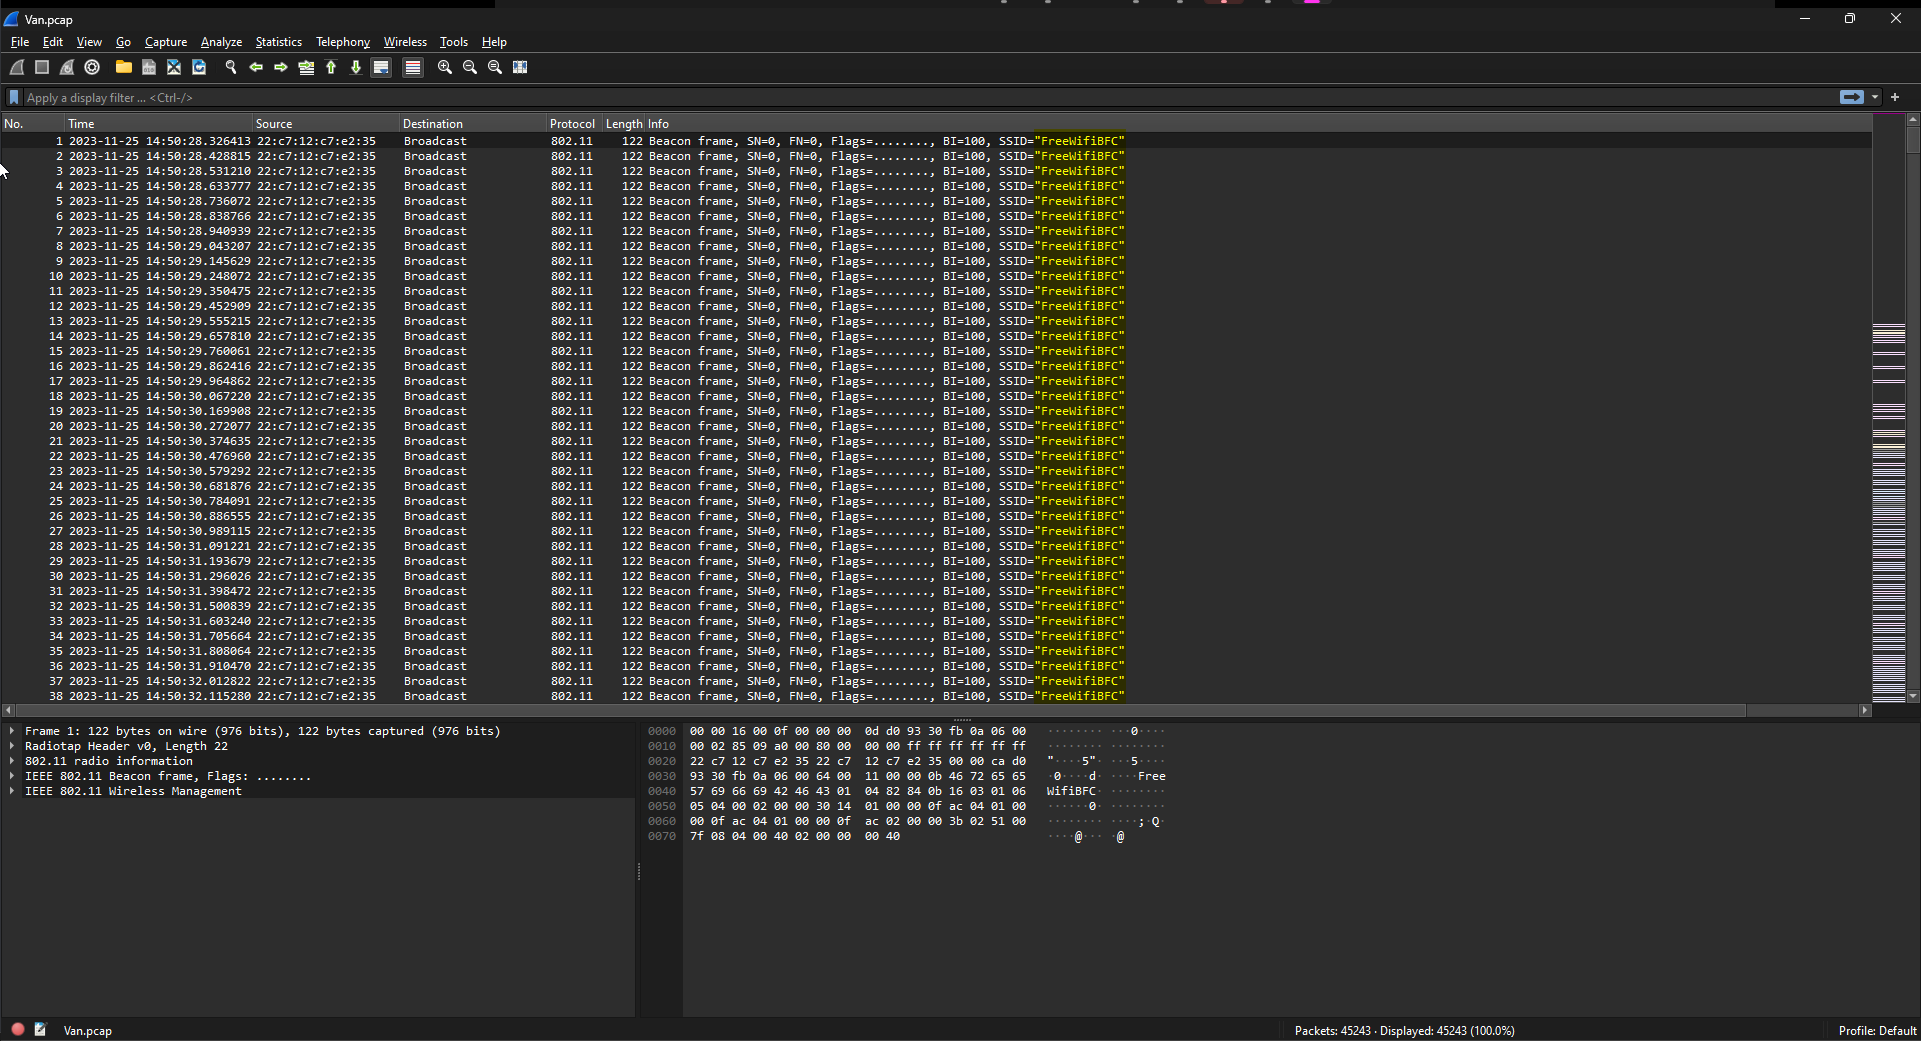 Van.pcap
File Edit View Go Capture Analyze Statistics Telephony Wireless Tools Help
Apply a display filter ... <Ctrl-/>
No. Time Source Destination Protocol Length Info
1 2023-11-25 14:50:28.326413 22:c7:12:c7:e2:35 Broadcast 802.11 122 Beacon frame, SN=0, FN=0, Flags=........, BI=100, SSID="FreeWifiBFC"
2 2023-11-25 14:50:28.428815 22:c7:12:c7:e2:35 Broadcast 802.11 122 Beacon frame, SN=0, FN=0, Flags=........, BI=100, SSID="FreeWifiBFC"
3 2023-11-25 14:50:28.531210 22:c7:12:c7:e2:35 Broadcast 802.11 122 Beacon frame, SN=0, FN=0, Flags=........, BI=100, SSID="FreeWifiBFC"
4 2023-11-25 14:50:28.633777 22:c7:12:c7:e2:35 Broadcast 802.11 122 Beacon frame, SN=0, FN=0, Flags=........, BI=100, SSID="FreeWifiBFC"
5 2023-11-25 14:50:28.736072 22:c7:12:c7:e2:35 Broadcast 802.11 122 Beacon frame, SN=0, FN=0, Flags=........, BI=100, SSID="FreeWifiBFC"
6 2023-11-25 14:50:28.838766 22:c7:12:c7:e2:35 Broadcast 802.11 122 Beacon frame, SN=0, FN=0, Flags=........, BI=100, SSID="FreeWifiBFC"
7 2023-11-25 14:50:28.940939 22:c7:12:c7:e2:35 Broadcast 802.11 122 Beacon frame, SN=0, FN=0, Flags=........, BI=100, SSID="FreeWifiBFC"
8 2023-11-25 14:50:29.043207 22:c7:12:c7:e2:35 Broadcast 802.11 122 Beacon frame, SN=0, FN=0, Flags=........, BI=100, SSID="FreeWifiBFC"
9 2023-11-25 14:50:29.145629 22:c7:12:c7:e2:35 Broadcast 802.11 122 Beacon frame, SN=0, FN=0, Flags=........, BI=100, SSID="FreeWifiBFC"
10 2023-11-25 14:50:29.248072 22:c7:12:c7:e2:35 Broadcast 802.11 122 Beacon frame, SN=0, FN=0, Flags=........, BI=100, SSID="FreeWifiBFC"
11 2023-11-25 14:50:29.350475 22:c7:12:c7:e2:35 Broadcast 802.11 122 Beacon frame, SN=0, FN=0, Flags=........, BI=100, SSID="FreeWifiBFC"
12 2023-11-25 14:50:29.452909 22:c7:12:c7:e2:35 Broadcast 802.11 122 Beacon frame, SN=0, FN=0, Flags=........, BI=100, SSID="FreeWifiBFC"
13 2023-11-25 14:50:29.555215 22:c7:12:c7:e2:35 Broadcast 802.11 122 Beacon frame, SN=0, FN=0, Flags=........, BI=100, SSID="FreeWifiBFC"
14 2023-11-25 14:50:29.657810 22:c7:12:c7:e2:35 Broadcast 802.11 122 Beacon frame, SN=0, FN=0, Flags=........, BI=100, SSID="FreeWifiBFC"
15 2023-11-25 14:50:29.760061 22:c7:12:c7:e2:35 Broadcast 802.11 122 Beacon frame, SN=0, FN=0, Flags=........, BI=100, SSID="FreeWifiBFC"
16 2023-11-25 14:50:29.862416 22:c7:12:c7:e2:35 Broadcast 802.11 122 Beacon frame, SN=0, FN=0, Flags=........, BI=100, SSID="FreeWifiBFC"
17 2023-11-25 14:50:29.964862 22:c7:12:c7:e2:35 Broadcast 802.11 122 Beacon frame, SN=0, FN=0, Flags=........, BI=100, SSID="FreeWifiBFC"
18 2023-11-25 14:50:30.067220 22:c7:12:c7:e2:35 Broadcast 802.11 122 Beacon frame, SN=0, FN=0, Flags=........, BI=100, SSID="FreeWifiBFC"
19 2023-11-25 14:50:30.169908 22:c7:12:c7:e2:35 Broadcast 802.11 122 Beacon frame, SN=0, FN=0, Flags=........, BI=100, SSID="FreeWifiBFC"
20 2023-11-25 14:50:30.272077 22:c7:12:c7:e2:35 Broadcast 802.11 122 Beacon frame, SN=0, FN=0, Flags=........, BI=100, SSID="FreeWifiBFC"
21 2023-11-25 14:50:30.374635 22:c7:12:c7:e2:35 Broadcast 802.11 122 Beacon frame, SN=0, FN=0, Flags=........, BI=100, SSID="FreeWifiBFC"
22 2023-11-25 14:50:30.476960 22:c7:12:c7:e2:35 Broadcast 802.11 122 Beacon frame, SN=0, FN=0, Flags=........, BI=100, SSID="FreeWifiBFC"
23 2023-11-25 14:50:30.579292 22:c7:12:c7:e2:35 Broadcast 802.11 122 Beacon frame, SN=0, FN=0, Flags=........, BI=100, SSID="FreeWifiBFC"
24 2023-11-25 14:50:30.681876 22:c7:12:c7:e2:35 Broadcast 802.11 122 Beacon frame, SN=0, FN=0, Flags=........, BI=100, SSID="FreeWifiBFC"
25 2023-11-25 14:50:30.784091 22:c7:12:c7:e2:35 Broadcast 802.11 122 Beacon frame, SN=0, FN=0, Flags=........, BI=100, SSID="FreeWifiBFC"
26 2023-11-25 14:50:30.886555 22:c7:12:c7:e2:35 Broadcast 802.11 122 Beacon frame, SN=0, FN=0, Flags=........, BI=100, SSID="FreeWifiBFC"
27 2023-11-25 14:50:30.989115 22:c7:12:c7:e2:35 Broadcast 802.11 122 Beacon frame, SN=0, FN=0, Flags=........, BI=100, SSID="FreeWifiBFC"
28 2023-11-25 14:50:31.091221 22:c7:12:c7:e2:35 Broadcast 802.11 122 Beacon frame, SN=0, FN=0, Flags=........, BI=100, SSID="FreeWifiBFC"
29 2023-11-25 14:50:31.193679 22:c7:12:c7:e2:35 Broadcast 802.11 122 Beacon frame, SN=0, FN=0, Flags=........, BI=100, SSID="FreeWifiBFC"
30 2023-11-25 14:50:31.296026 22:c7:12:c7:e2:35 Broadcast 802.11 122 Beacon frame, SN=0, FN=0, Flags=........, BI=100, SSID="FreeWifiBFC"
31 2023-11-25 14:50:31.398472 22:c7:12:c7:e2:35 Broadcast 802.11 122 Beacon frame, SN=0, FN=0, Flags=........, BI=100, SSID="FreeWifiBFC"
32 2023-11-25 14:50:31.500839 22:c7:12:c7:e2:35 Broadcast 802.11 122 Beacon frame, SN=0, FN=0, Flags=........, BI=100, SSID="FreeWifiBFC"
33 2023-11-25 14:50:31.603240 22:c7:12:c7:e2:35 Broadcast 802.11 122 Beacon frame, SN=0, FN=0, Flags=........, BI=100, SSID="FreeWifiBFC"
34 2023-11-25 14:50:31.705664 22:c7:12:c7:e2:35 Broadcast 802.11 122 Beacon frame, SN=0, FN=0, Flags=........, BI=100, SSID="FreeWifiBFC"
35 2023-11-25 14:50:31.808064 22:c7:12:c7:e2:35 Broadcast 802.11 122 Beacon frame, SN=0, FN=0, Flags=........, BI=100, SSID="FreeWifiBFC"
36 2023-11-25 14:50:31.910470 22:c7:12:c7:e2:35 Broadcast 802.11 122 Beacon frame, SN=0, FN=0, Flags=........, BI=100, SSID="FreeWifiBFC"
37 2023-11-25 14:50:32.012822 22:c7:12:c7:e2:35 Broadcast 802.11 122 Beacon frame, SN=0, FN=0, Flags=........, BI=100, SSID="FreeWifiBFC"
38 2023-11-25 14:50:32.115280 22:c7:12:c7:e2:35 Broadcast 802.11 122 Beacon frame, SN=0, FN=0, Flags=........, BI=100, SSID="FreeWifiBFC"
Frame 1: 122 bytes on wire (976 bits), 122 bytes captured (976 bits)
Radiotap Header v0, Length 22
802.11 radio information
IEEE 802.11 Beacon frame, Flags: ........
IEEE 802.11 Wireless Management
0000 00 00 16 00 0f 00 00 00 0d d0 93 30 fb 0a 06 00 ········ ···0····
0010 00 02 85 09 a0 00 80 00 00 00 ff ff ff ff ff ff ········ ········
0020 22 c7 12 c7 e2 35 22 c7 12 c7 e2 35 00 00 ca d0 "····5"· ···5····
0030 93 30 fb 0a 06 00 64 00 11 00 00 0b 46 72 65 65 ·0····d· ····Free
0040 57 69 66 69 42 46 43 01 04 82 84 0b 16 03 01 06 WifiBFC· ········
0050 05 04 00 02 00 00 30 14 01 00 00 0f ac 04 01 00 ······0· ········
0060 00 0f ac 04 01 00 00 0f ac 02 00 00 3b 02 51 00 ········ ····;·Q·
0070 7f 08 04 00 40 02 00 00 00 40 ····@··· ·@
Van.pcap
Packets: 45243 · Displayed: 45243 (100.0%)
Profile: Default